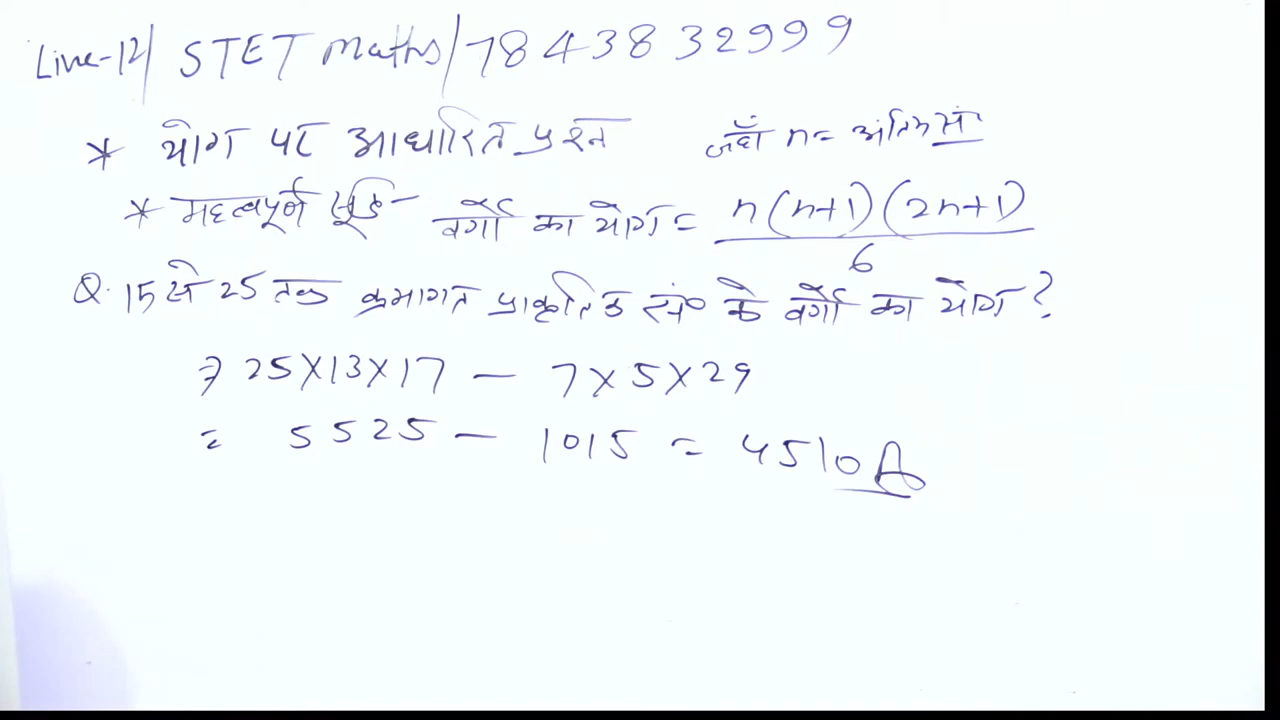 Live-12/ STET Maths/7843832999
* योग पर आधारित प्रश्न जहाँ n = अंतिम सं
* महत्वपूर्ण बिंदु - वर्गों का योग = n(n+1)(2n+1)/6
Q. 15 से 25 तक क्रमागत प्राकृतिक सं० के वर्गों का योग?
⇒ 25×13×17 - 7×5×29
= 5525 - 1015 = 4510 A